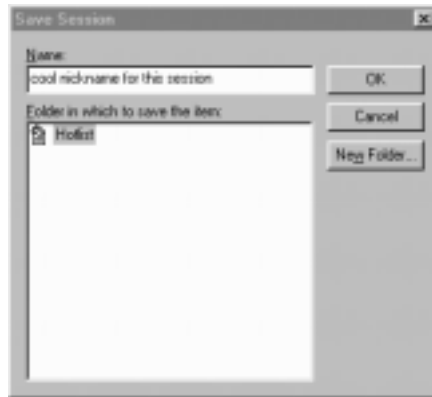 Save Session
Name:
cool nickname for this session
OK
Folder in which to save the item:
Cancel
Hotlist
New Folder...